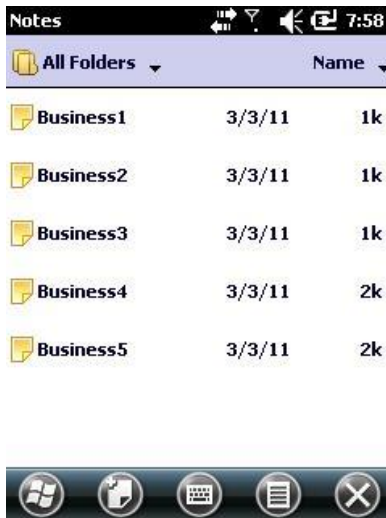 Notes 7:58
All Folders Name
Business1 3/3/11 1k
Business2 3/3/11 1k
Business3 3/3/11 1k
Business4 3/3/11 2k
Business5 3/3/11 2k